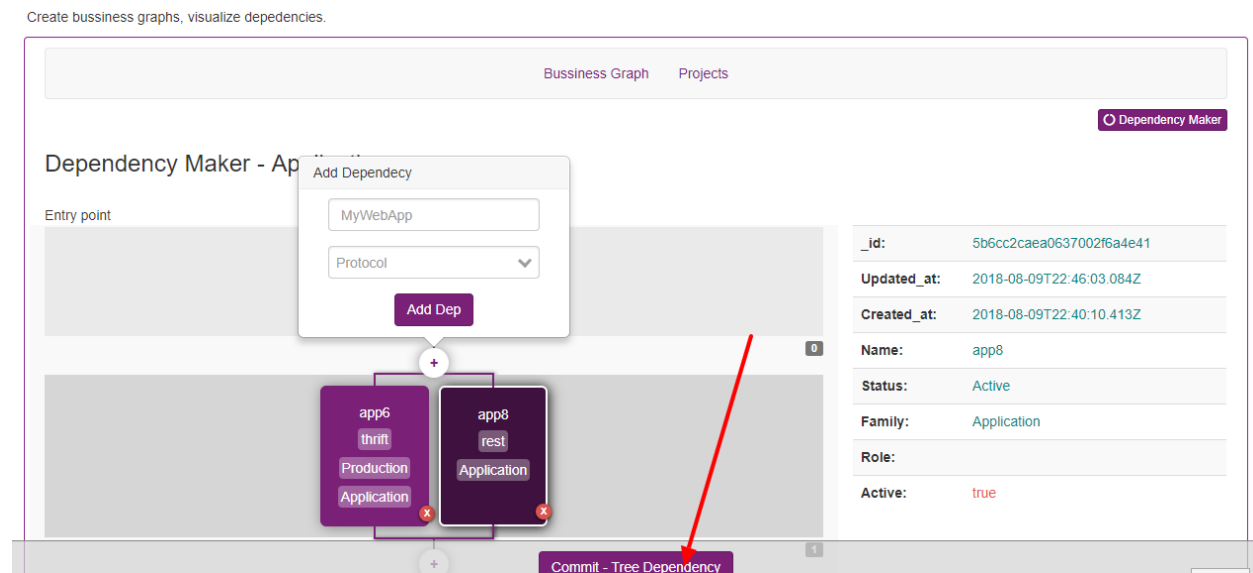 Create bussiness graphs, visualize depedencies.
Bussiness Graph Projects
Dependency Maker
Dependency Maker - Ap
Add Dependecy
Entry point
MyWebApp
Protocol
Add Dep
+
0
app6
thrift
Production
Application
X
app8
rest
Application
X
+
1
Commit - Tree Dependency
_id: 5b6cc2caea0637002f6a4e41
Updated_at: 2018-08-09T22:46:03.084Z
Created_at: 2018-08-09T22:40:10.413Z
Name: app8
Status: Active
Family: Application
Role:
Active: true